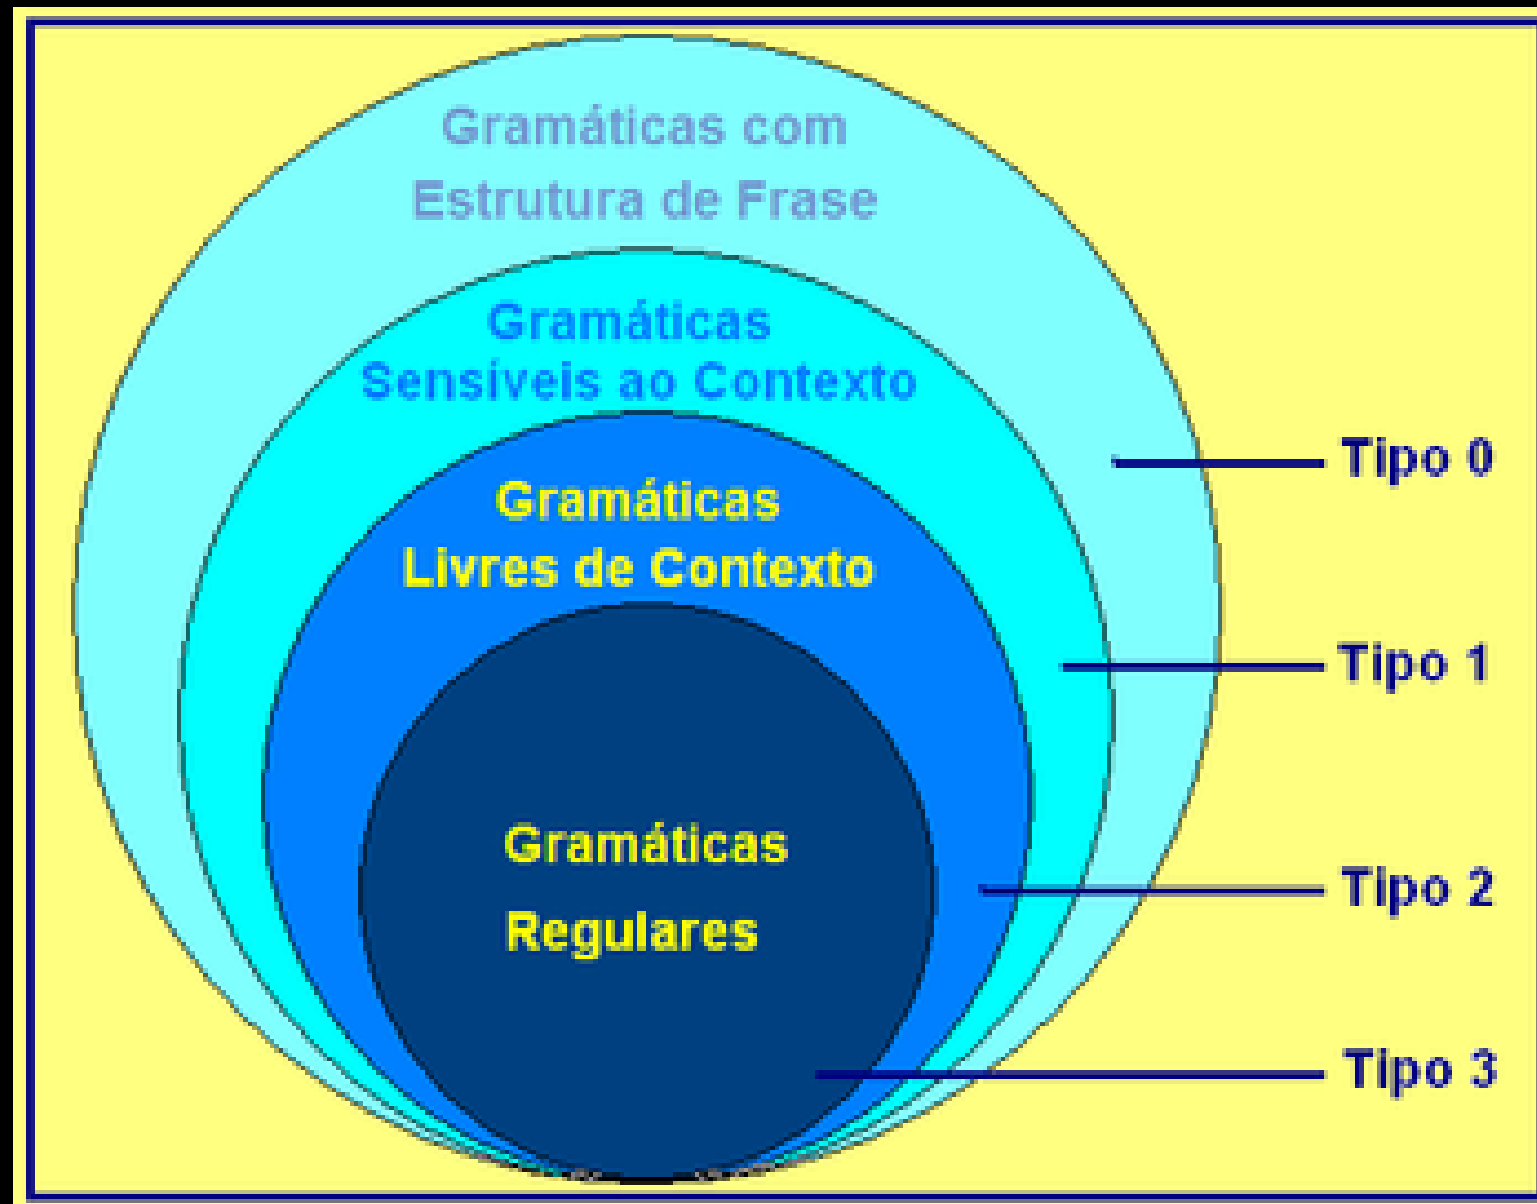 Gramáticas com
Estrutura de Frase
Gramáticas
Sensíveis ao Contexto
Gramáticas
Livres de Contexto
Gramáticas
Regulares
Tipo 0
Tipo 1
Tipo 2
Tipo 3